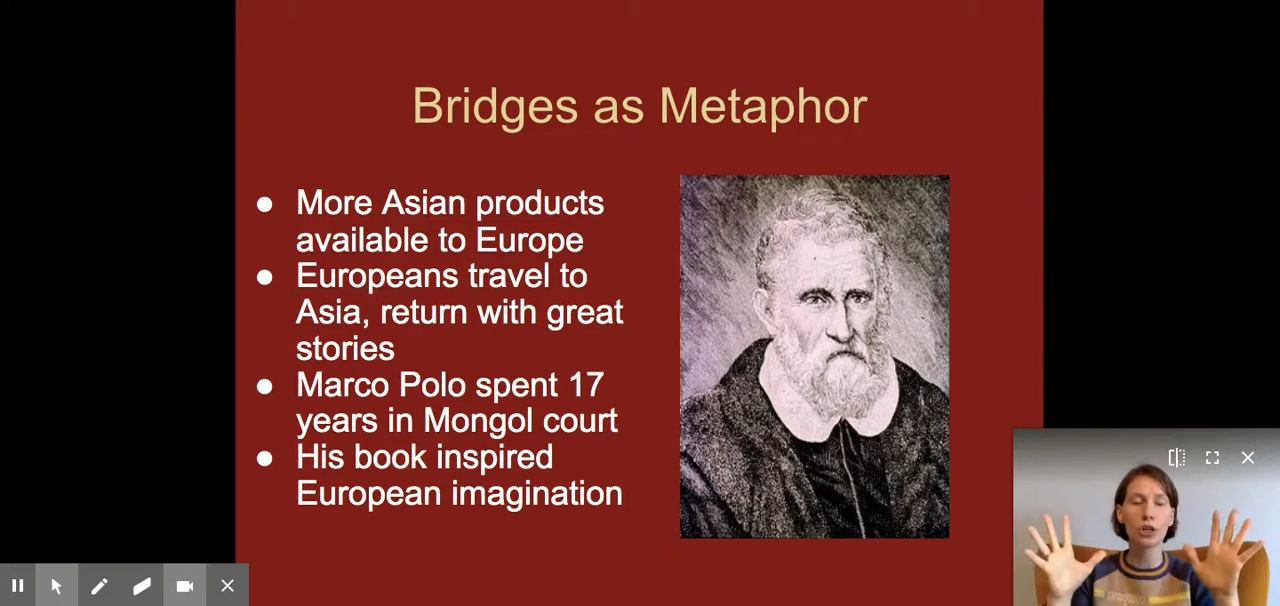 Bridges as Metaphor
● More Asian products
available to Europe
● Europeans travel to
Asia, return with great
stories
● Marco Polo spent 17
years in Mongol court
● His book inspired
European imagination